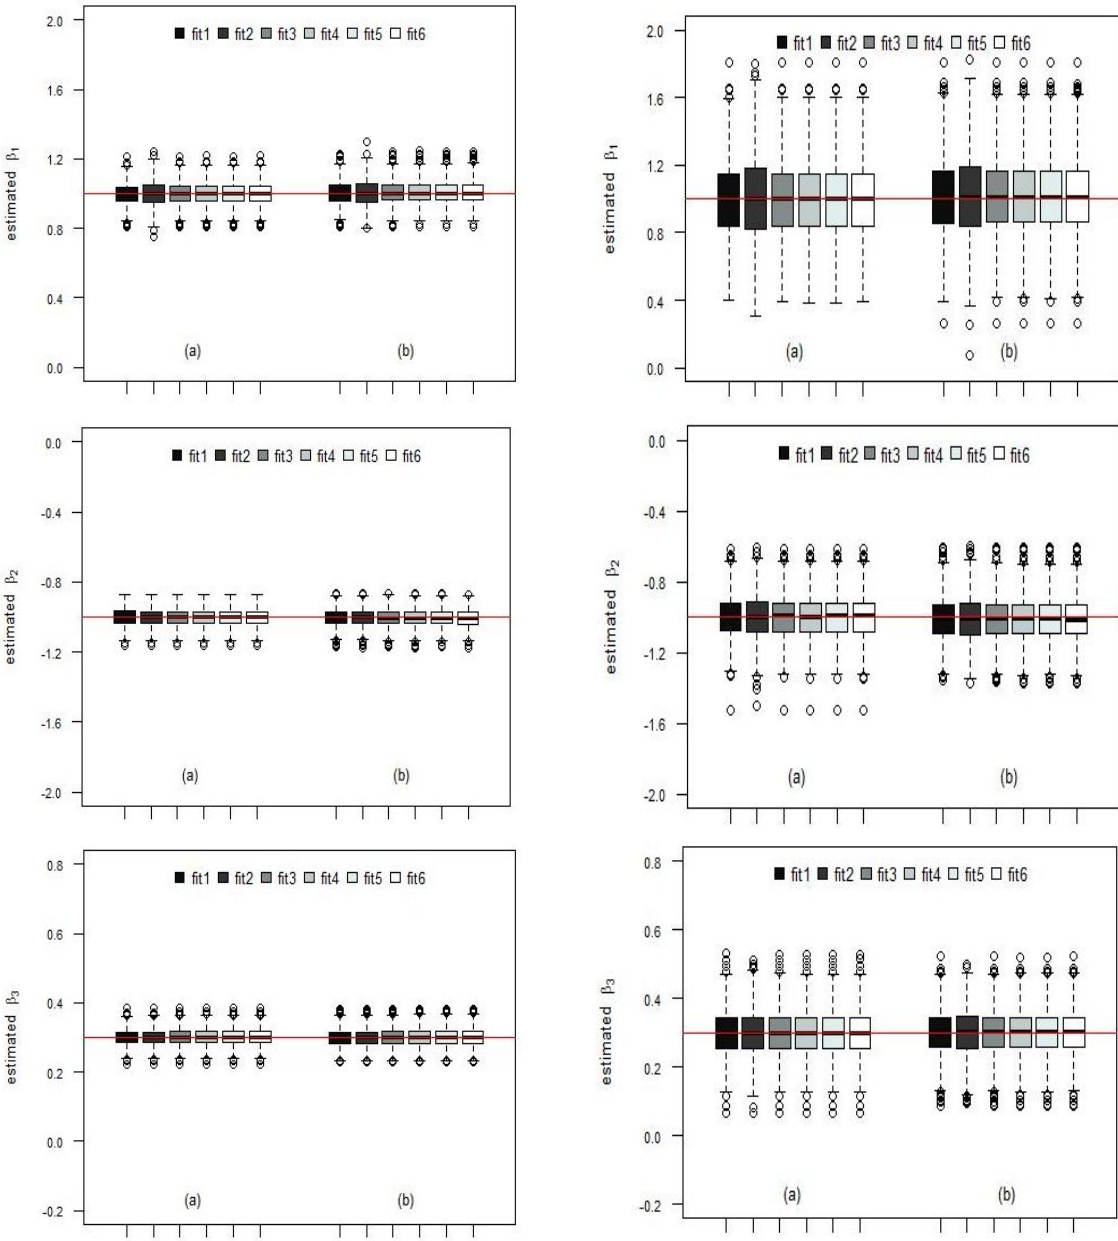 estimated β1
2.0
1.6
1.2
0.8
0.4
0.0
fit1 fit2 fit3 fit4 fit5 fit6
(a) (b)
estimated β1
2.0
1.6
1.2
0.8
0.4
0.0
fit1 fit2 fit3 fit4 fit5 fit6
(a) (b)
estimated β2
0.0
-0.4
-0.8
-1.2
-1.6
-2.0
fit1 fit2 fit3 fit4 fit5 fit6
(a) (b)
estimated β2
0.0
-0.4
-0.8
-1.2
-1.6
-2.0
fit1 fit2 fit3 fit4 fit5 fit6
(a) (b)
estimated β3
0.8
0.6
0.4
0.2
0.0
-0.2
fit1 fit2 fit3 fit4 fit5 fit6
(a) (b)
estimated β3
0.8
0.6
0.4
0.2
0.0
-0.2
fit1 fit2 fit3 fit4 fit5 fit6
(a) (b)